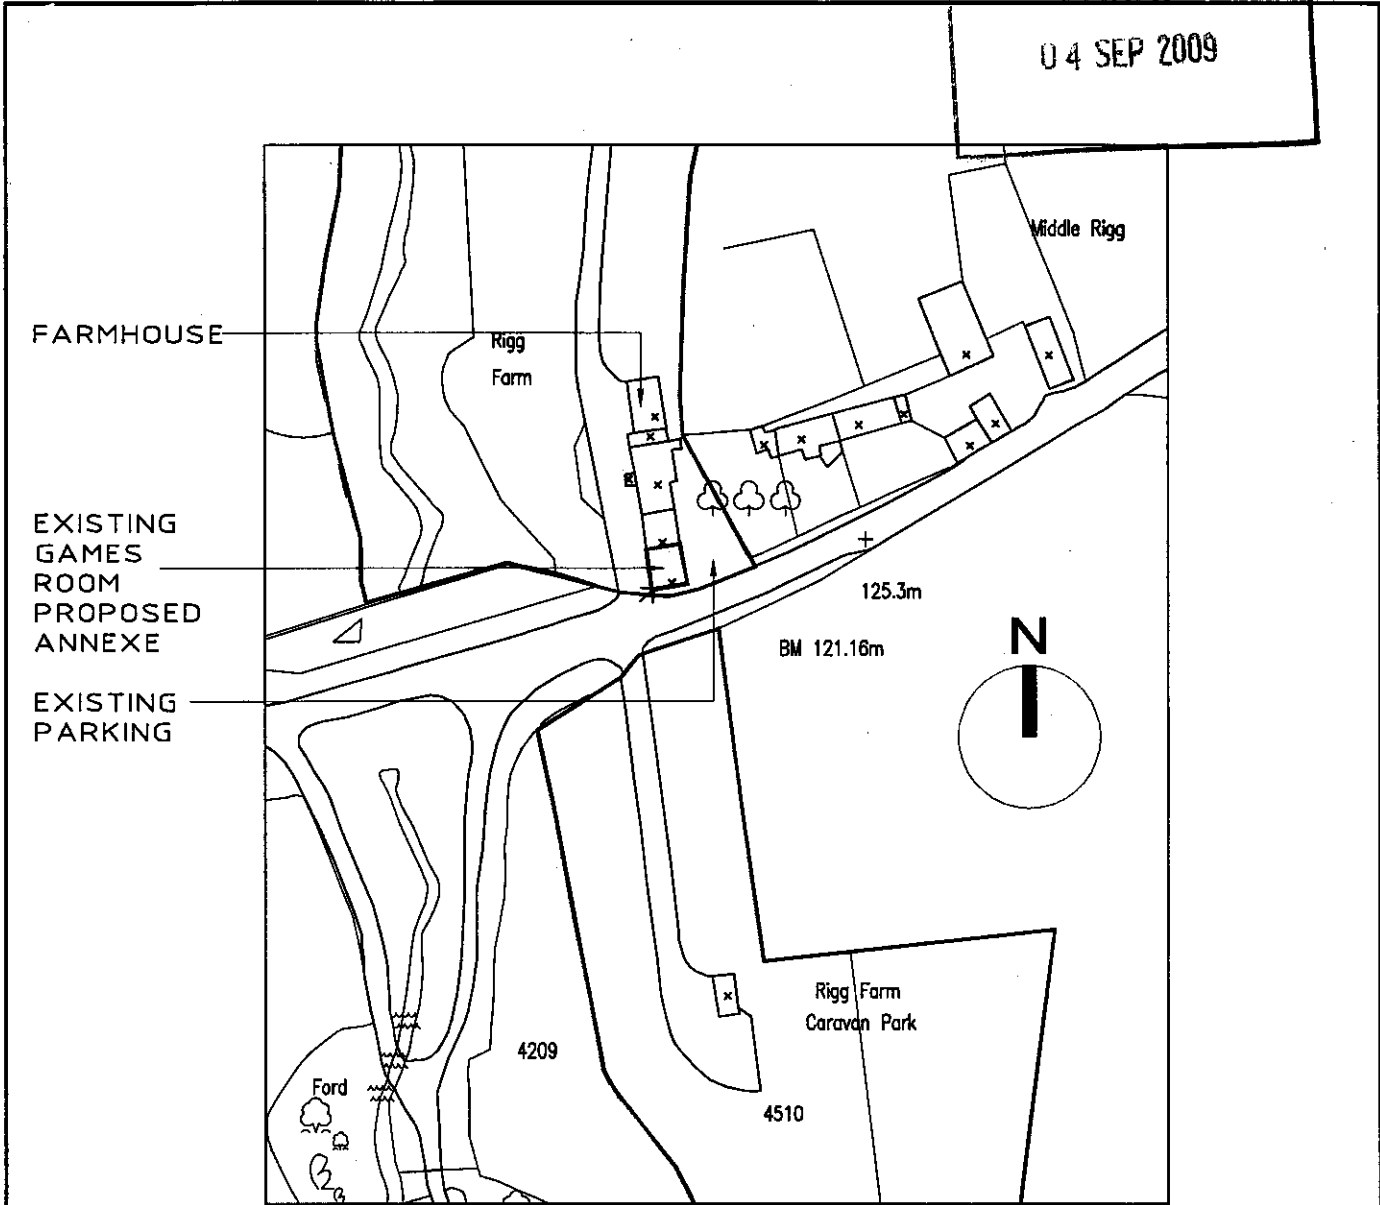 04 SEP 2009
Middle Rigg
FARMHOUSE
Rigg
Farm
EXISTING
GAMES
ROOM
PROPOSED
ANNEXE
125.3m
BM 121.16m
N
EXISTING
PARKING
Rigg Farm
Caravan Park
4209
Ford
4510